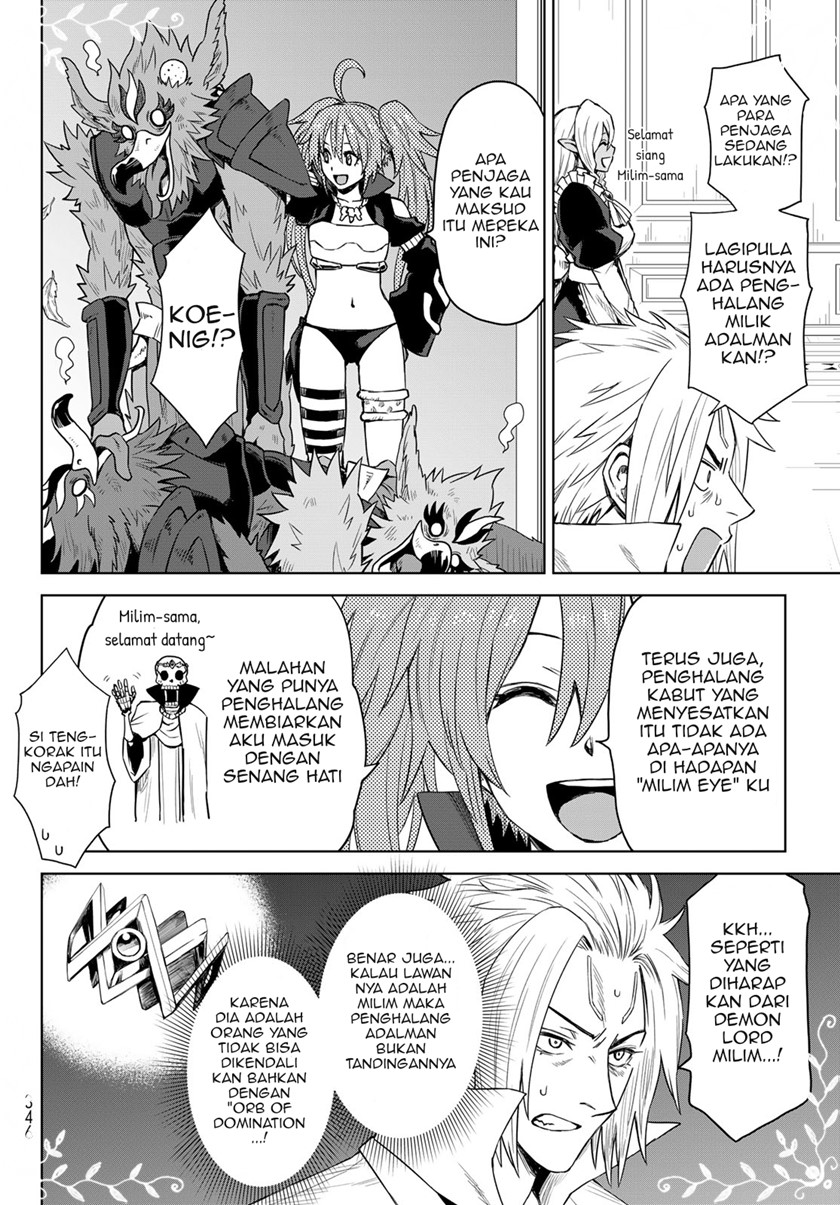 APA YANG
PARA
PENJAGA
SEDANG
LAKUKAN!?
Selamat
siang
Milim-sama
LAGIPULA
HARUSNYA
ADA PENG-
HALANG
MILIK
ADALMAN
KAN!?
APA
PENJAGA
YANG KAU
MAKSUD
ITU MEREKA
INI?
KOE-
NIG!?
TERUS JUGA,
PENGHALANG
KABUT YANG
MENYESATKAN
ITU TIDAK ADA
APA-APANYA
DI HADAPAN
"MILIM EYE" KU
MALAHAN
YANG PUNYA
PENGHALANG
MEMBIARKAN
AKU MASUK
DENGAN
SENANG HATI
Milim-sama,
selamat datang~
SI TENG-
KORAK ITU
NGAPAIN
DAH!
KKH...
SEPERTI
YANG
DIHARAP
KAN DARI
DEMON
LORD
MILIM...!
BENAR JUGA...
KALAU LAWAN
NYA ADALAH
MILIM MAKA
PENGHALANG
ADALMAN
BUKAN
TANDINGANNYA
KARENA
DIA ADALAH
ORANG YANG
TIDAK BISA
DIKENDALI
KAN BAHKAN
DENGAN
"ORB OF
DOMINATION
...!